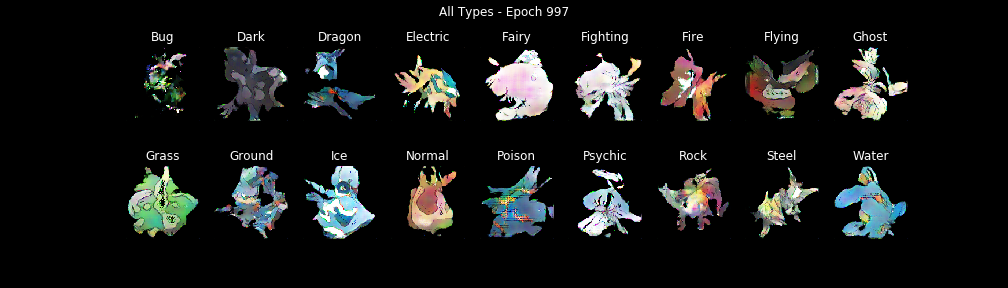 All Types - Epoch 997
Bug Dark Dragon Electric Fairy Fighting Fire Flying Ghost
Grass Ground Ice Normal Poison Psychic Rock Steel Water